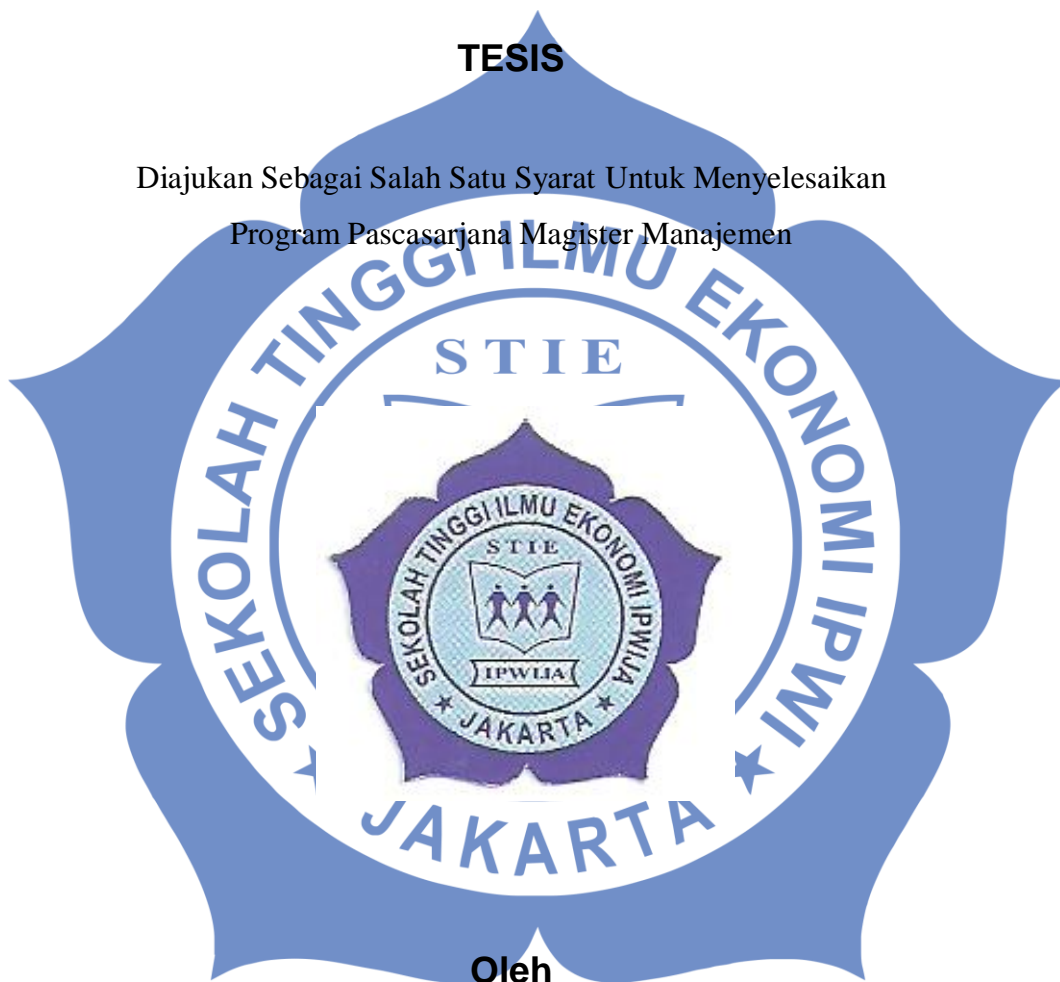 TESIS
Diajukan Sebagai Salah Satu Syarat Untuk Menyelesaikan
Program Pascasarjana Magister Manajemen
SEKOLAH TINGGI ILMU EKONOMI IPWI
STIE
★ JAKARTA ★
SEKOLAH TINGGI ILMU EKONOMI IPWIJA
STIE
IPWIJA
★ JAKARTA ★
Oleh